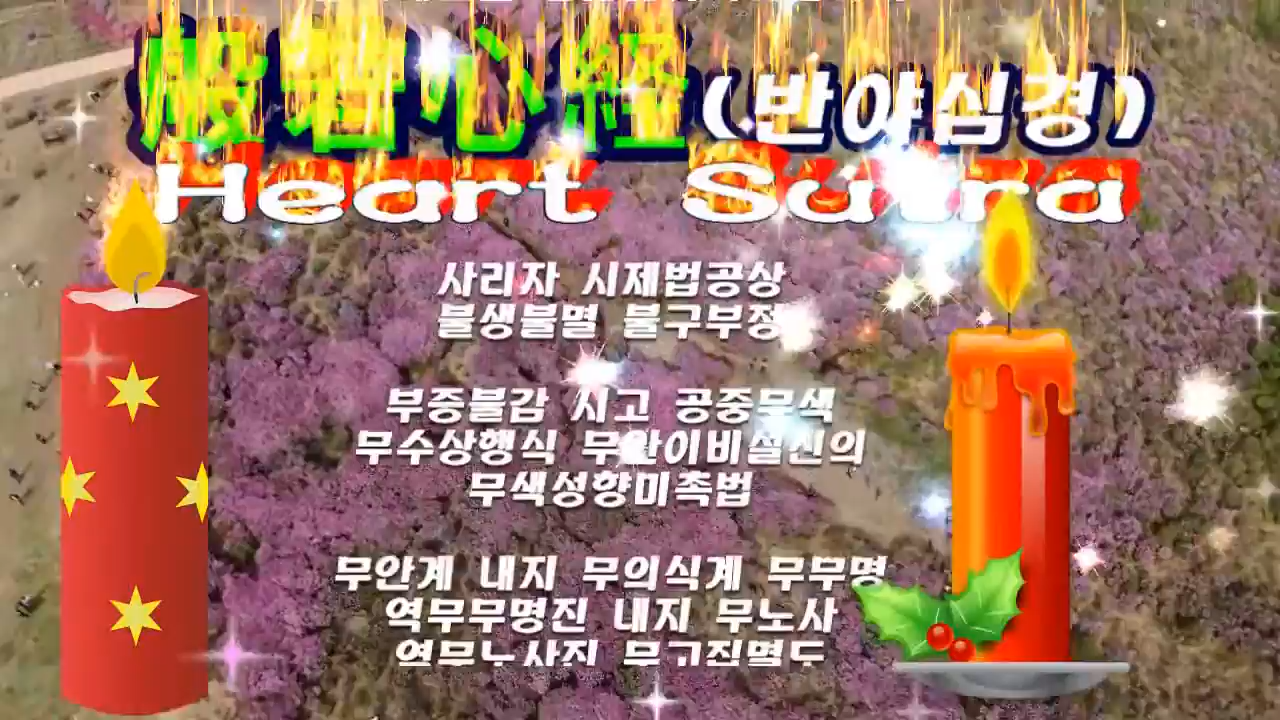 般若心経(반야심경)
Heart Sutra
사리자 시제법공상
불생불멸 불구부정
부증불감 시고 공중무색
무수상행식 무안이비설신의
무색성향미촉법
무안계 내지 무의식계 무무명
역무무명진 내지 무노사
역무노사진 무고집멸도